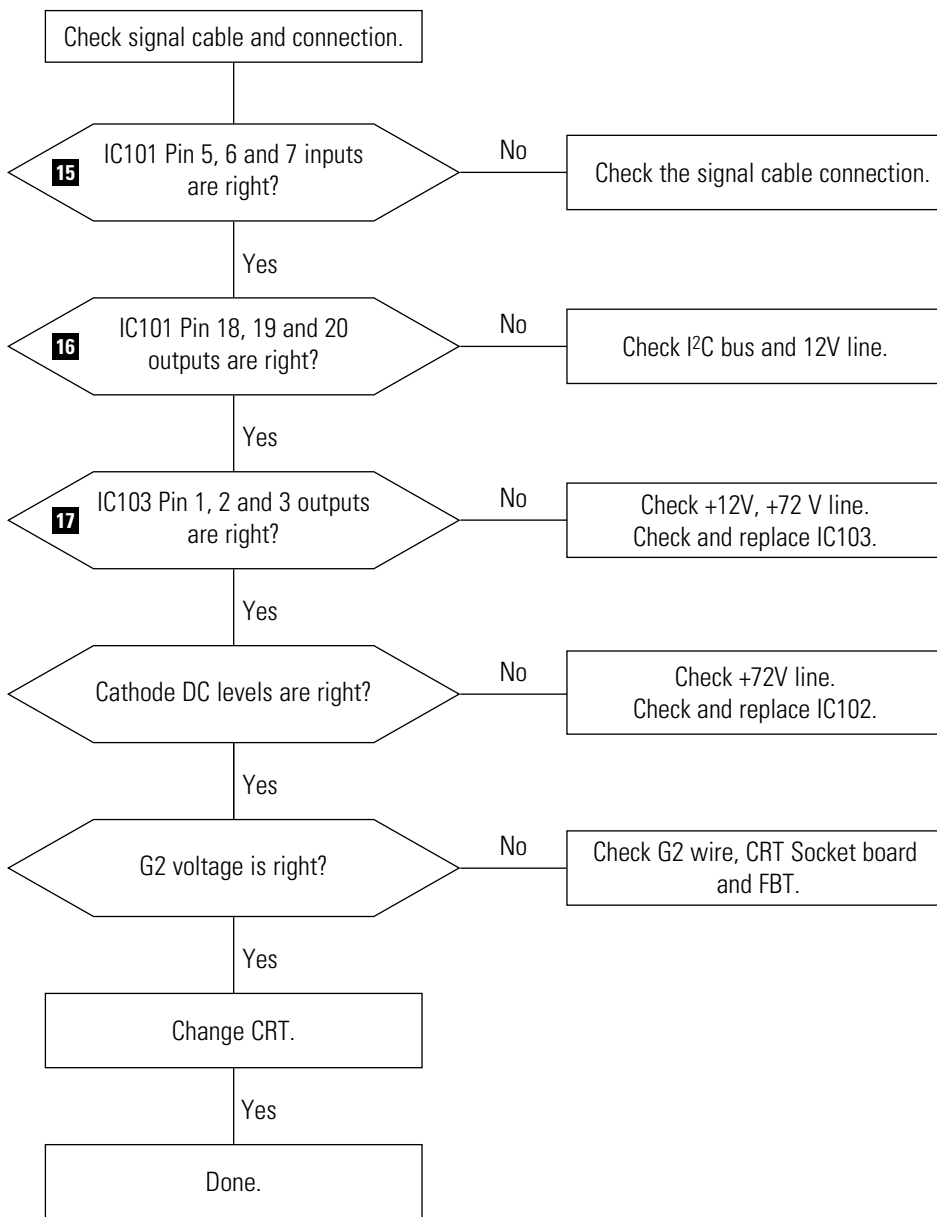 Check signal cable and connection.
15
IC101 Pin 5, 6 and 7 inputs
are right?
No
Check the signal cable connection.
Yes
16
IC101 Pin 18, 19 and 20
outputs are right?
No
Check I²C bus and 12V line.
Yes
17
IC103 Pin 1, 2 and 3 outputs
are right?
No
Check +12V, +72 V line.
Check and replace IC103.
Yes
Cathode DC levels are right?
No
Check +72V line.
Check and replace IC102.
Yes
G2 voltage is right?
No
Check G2 wire, CRT Socket board
and FBT.
Yes
Change CRT.
Yes
Done.